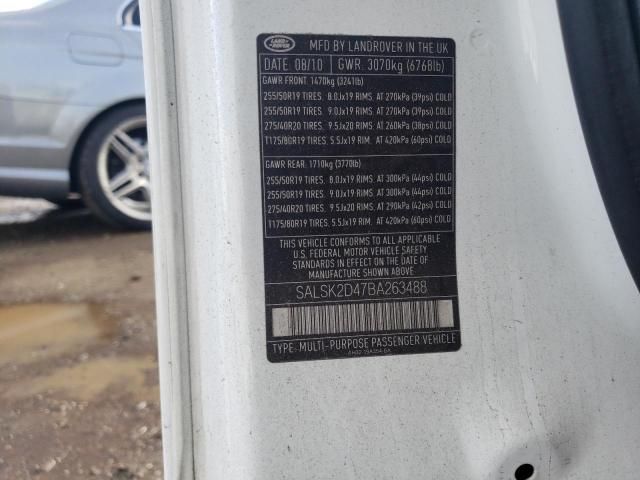 LAND ROVER
MFD BY LANDROVER IN THE UK
DATE 08/10 GWR. 3070kg (6768lb)
GAWR FRONT: 1470kg (3241lb)
255/50R19 TIRES. 8.0Jx19 RIMS. AT 270kPa (39psi) COLD
255/50R19 TIRES. 9.0Jx19 RIMS. AT 270kPa (39psi) COLD
275/40R20 TIRES. 9.5Jx20 RIMS. AT 260kPa (38psi) COLD
T175/80R19 TIRES. 5.5Jx19 RIM. AT 420kPa (60psi) COLD
GAWR REAR: 1710kg (3770lb)
255/50R19 TIRES. 8.0Jx19 RIMS. AT 300kPa (44psi) COLD
255/50R19 TIRES. 9.0Jx19 RIMS. AT 300kPa (44psi) COLD
275/40R20 TIRES. 9.5Jx20 RIMS. AT 290kPa (42psi) COLD
T175/80R19 TIRES. 5.5Jx19 RIM. AT 420kPa (60psi) COLD
THIS VEHICLE CONFORMS TO ALL APPLICABLE
U.S. FEDERAL MOTOR VEHICLE SAFETY
STANDARDS IN EFFECT ON THE DATE OF
MANUFACTURE SHOWN ABOVE.
SALSK2D47BA263488
TYPE: MULTI-PURPOSE PASSENGER VEHICLE